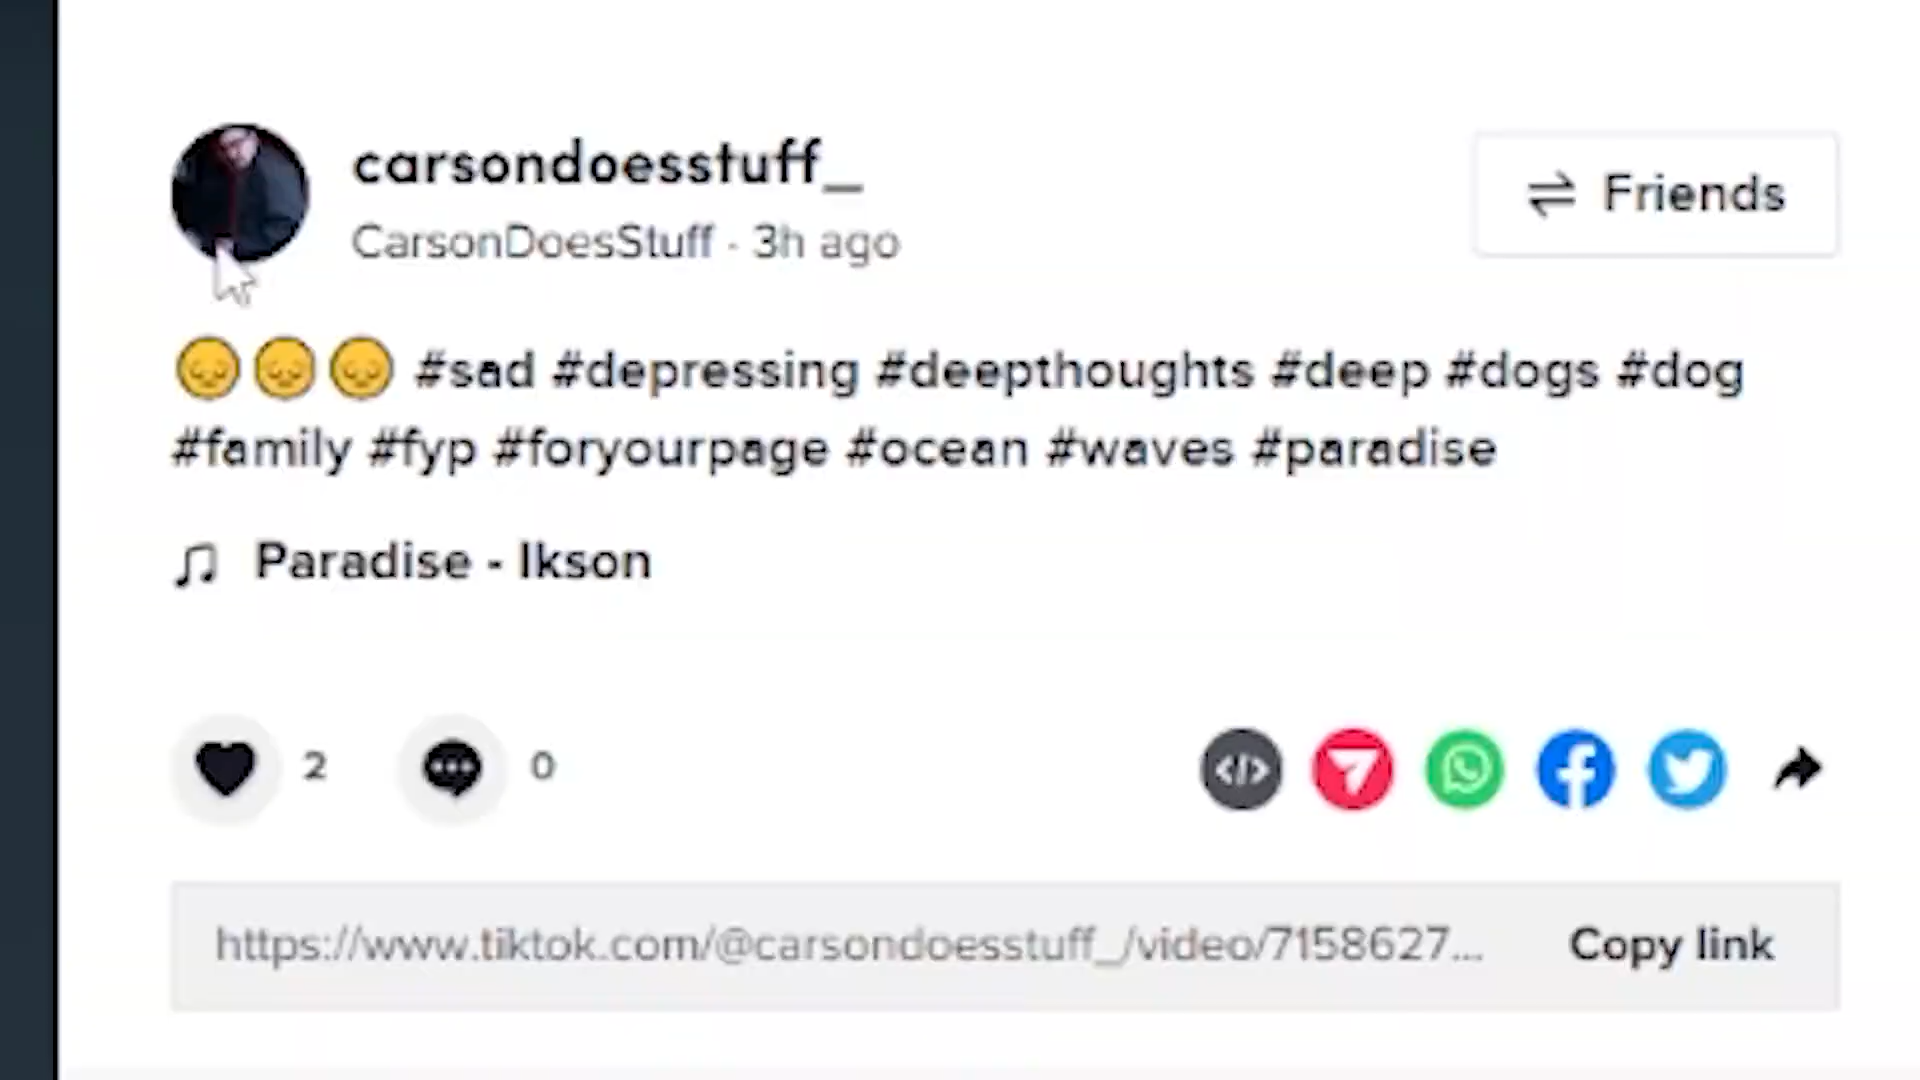 carsondoesstuff_
CarsonDoesStuff · 3h ago
Friends
😞😞😞 #sad #depressing #deepthoughts #deep #dogs #dog
#family #fyp #foryourpage #ocean #waves #paradise
Paradise - Ikson
2
0
https://www.tiktok.com/@carsondoesstuff_/video/7158627...
Copy link